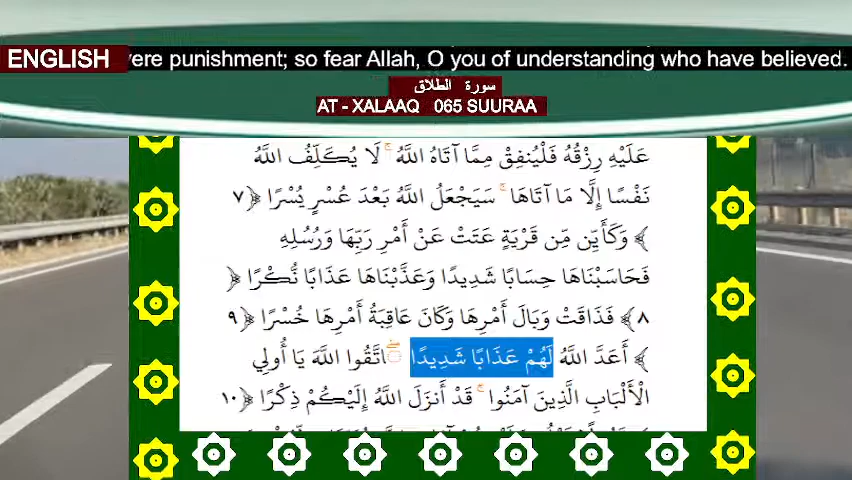 ENGLISH
ere punishment; so fear Allah, O you of understanding who have believed.
سورة الطلاق
AT - XALAAQ 065 SUURAA
عَلَيْهِ رِزْقُهُ فَلْيُنفِقْ مِمَّا آتَاهُ اللَّهُ ۚ لَا يُكَلِّفُ اللَّهُ
نَفْسًا إِلَّا مَا آتَاهَا ۚ سَيَجْعَلُ اللَّهُ بَعْدَ عُسْرٍ يُسْرًا ﴿٧
﴾ وَكَأَيِّن مِّن قَرْيَةٍ عَتَتْ عَنْ أَمْرِ رَبِّهَا وَرُسُلِهِ
فَحَاسَبْنَاهَا حِسَابًا شَدِيدًا وَعَذَّبْنَاهَا عَذَابًا نُّكْرًا ﴿
٨﴾ فَذَاقَتْ وَبَالَ أَمْرِهَا وَكَانَ عَاقِبَةُ أَمْرِهَا خُسْرًا ﴿٩
﴾ أَعَدَّ اللَّهُ لَهُمْ عَذَابًا شَدِيدًا ۖ اتَّقُوا اللَّهَ يَا أُولِي
الْأَلْبَابِ الَّذِينَ آمَنُوا ۚ قَدْ أَنزَلَ اللَّهُ إِلَيْكُمْ ذِكْرًا ﴿١٠